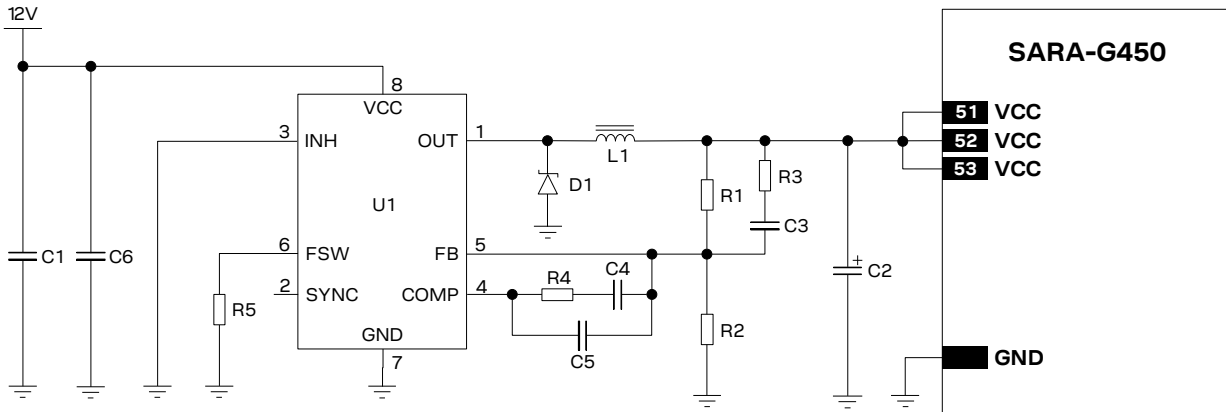 12V
SARA-G450
8
VCC
51 VCC
3 INH
OUT 1
52 VCC
L1
53 VCC
R3
D1
R1
U1
C3
6 FSW
FB 5
C1
C6
C4
+
C2
R4
2 SYNC
COMP 4
R5
R2
GND
C5
7
GND